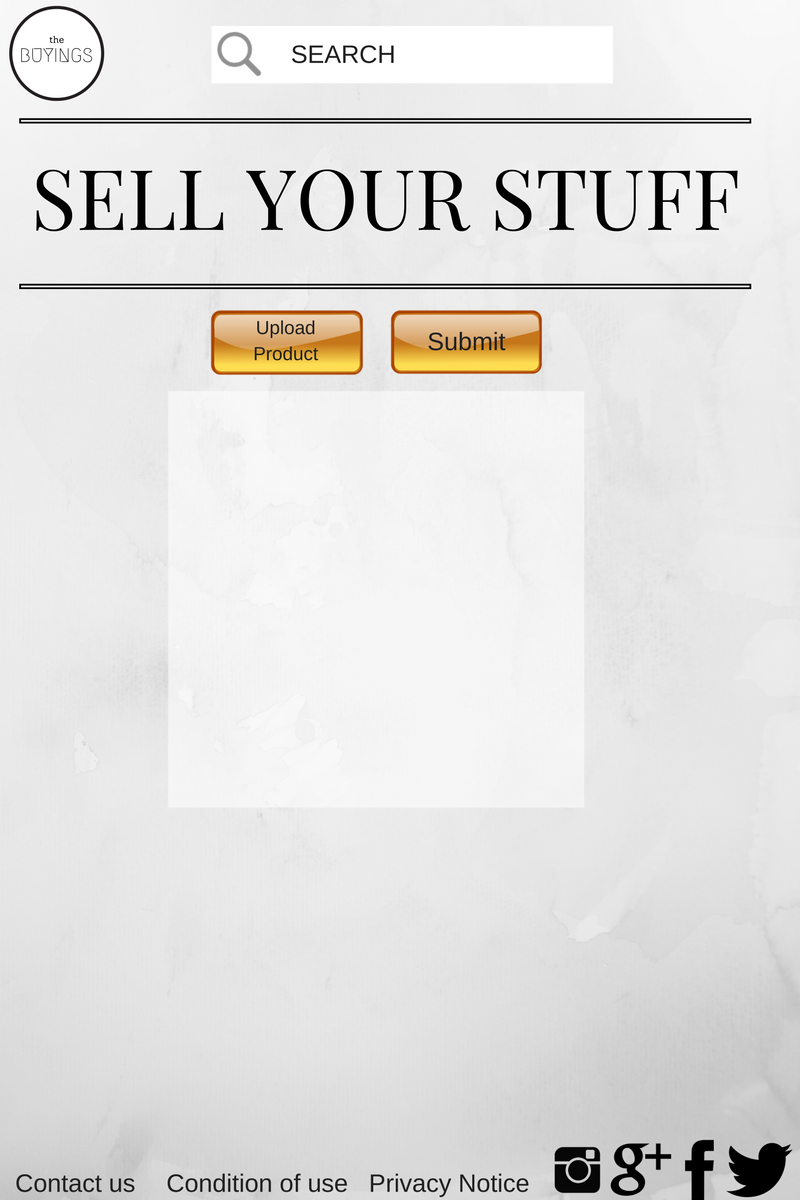 the
BUYINGS
SEARCH
SELL YOUR STUFF
Upload
Product
Submit
Contact us
Condition of use
Privacy Notice
g+
f